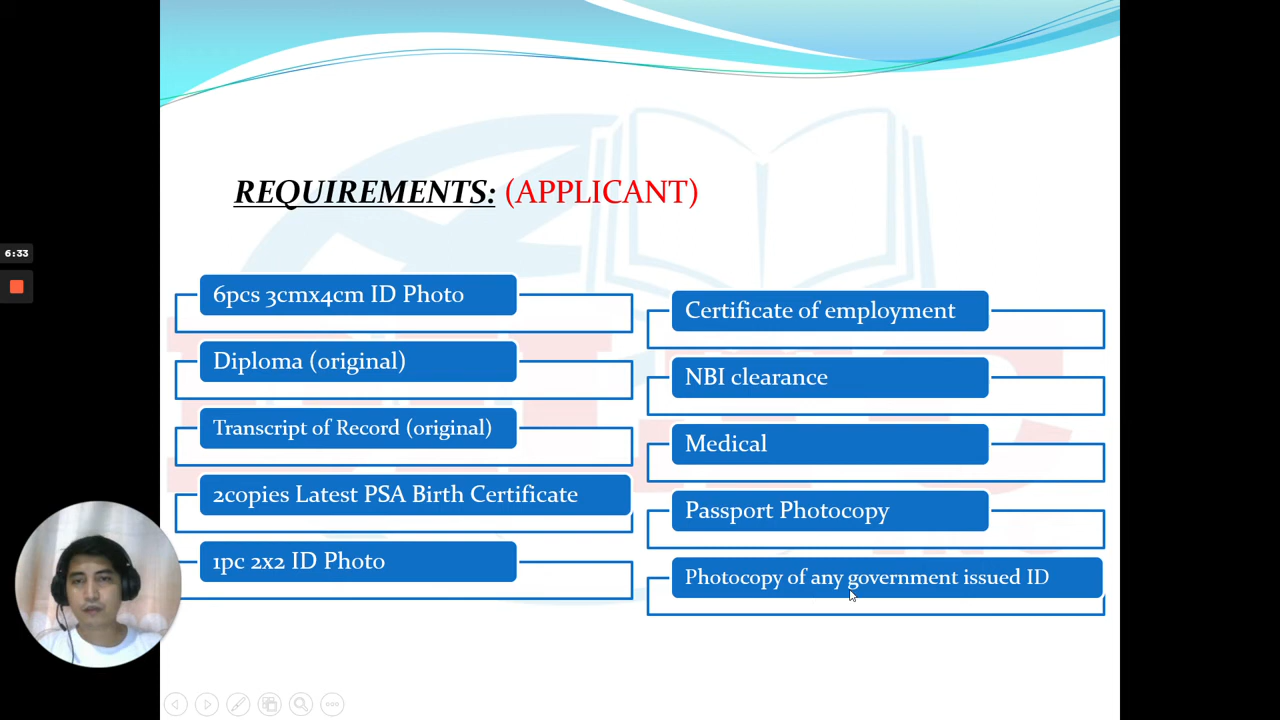 REQUIREMENTS: (APPLICANT)
6pcs 3cmx4cm ID Photo
Diploma (original)
Transcript of Record (original)
2copies Latest PSA Birth Certificate
1pc 2x2 ID Photo
Certificate of employment
NBI clearance
Medical
Passport Photocopy
Photocopy of any government issued ID
6:33